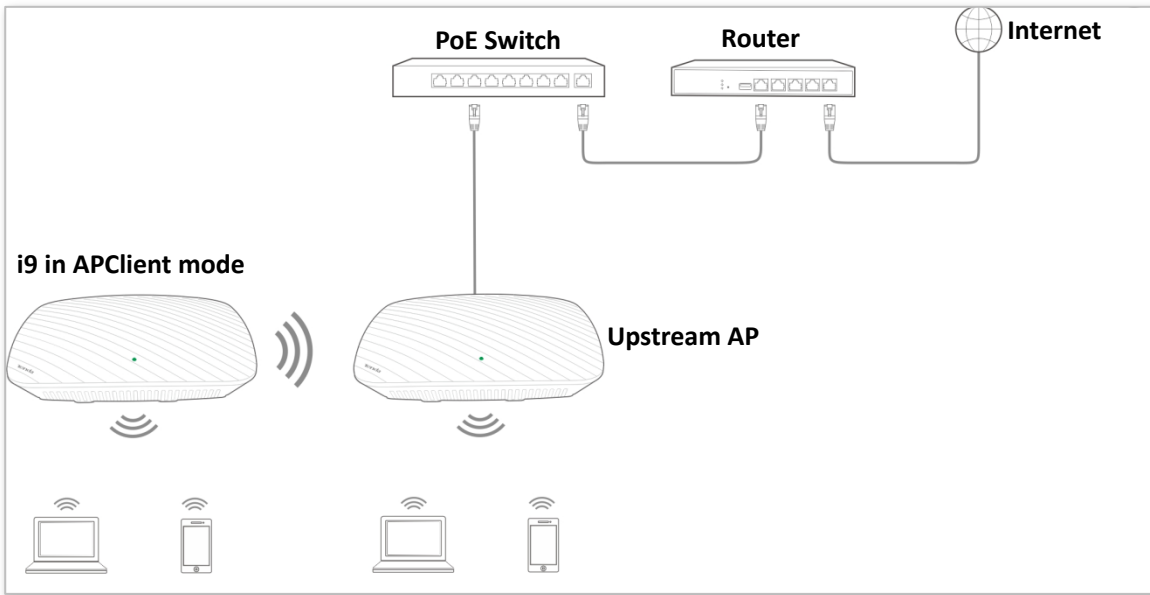 PoE Switch
Router
Internet
i9 in APClient mode
Upstream AP